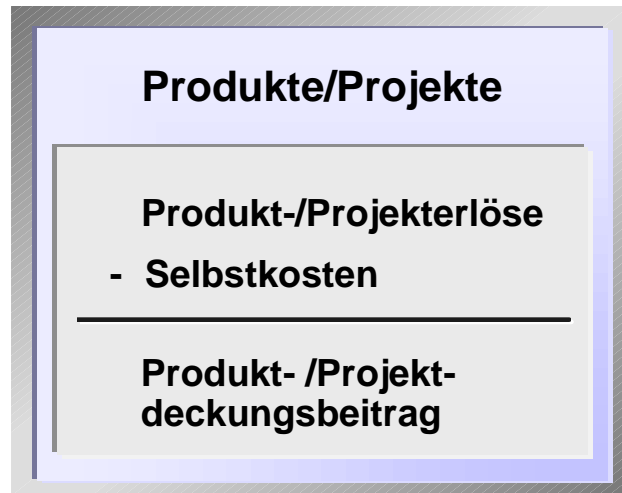 Produkte/Projekte
Produkt-/Projekterlöse
- Selbstkosten
Produkt- /Projekt-
deckungsbeitrag